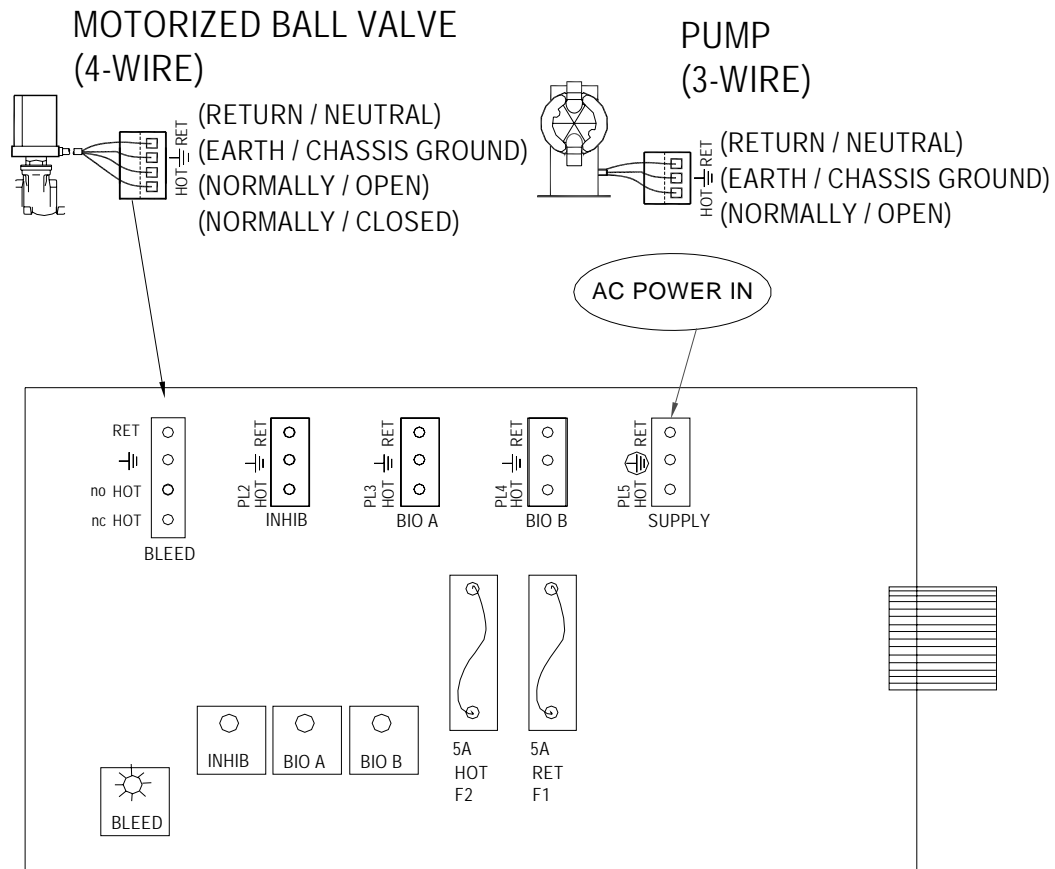 MOTORIZED BALL VALVE
(4-WIRE)
RET
HOT
(RETURN / NEUTRAL)
(EARTH / CHASSIS GROUND)
(NORMALLY / OPEN)
(NORMALLY / CLOSED)
PUMP
(3-WIRE)
RET
HOT
(RETURN / NEUTRAL)
(EARTH / CHASSIS GROUND)
(NORMALLY / OPEN)
AC POWER IN
RET
no HOT
nc HOT
BLEED
RET
PL2
HOT
INHIB
RET
PL3
HOT
BIO A
RET
PL4
HOT
BIO B
RET
PL5
HOT
SUPPLY
5A
HOT
F2
5A
RET
F1
INHIB
BIO A
BIO B
BLEED